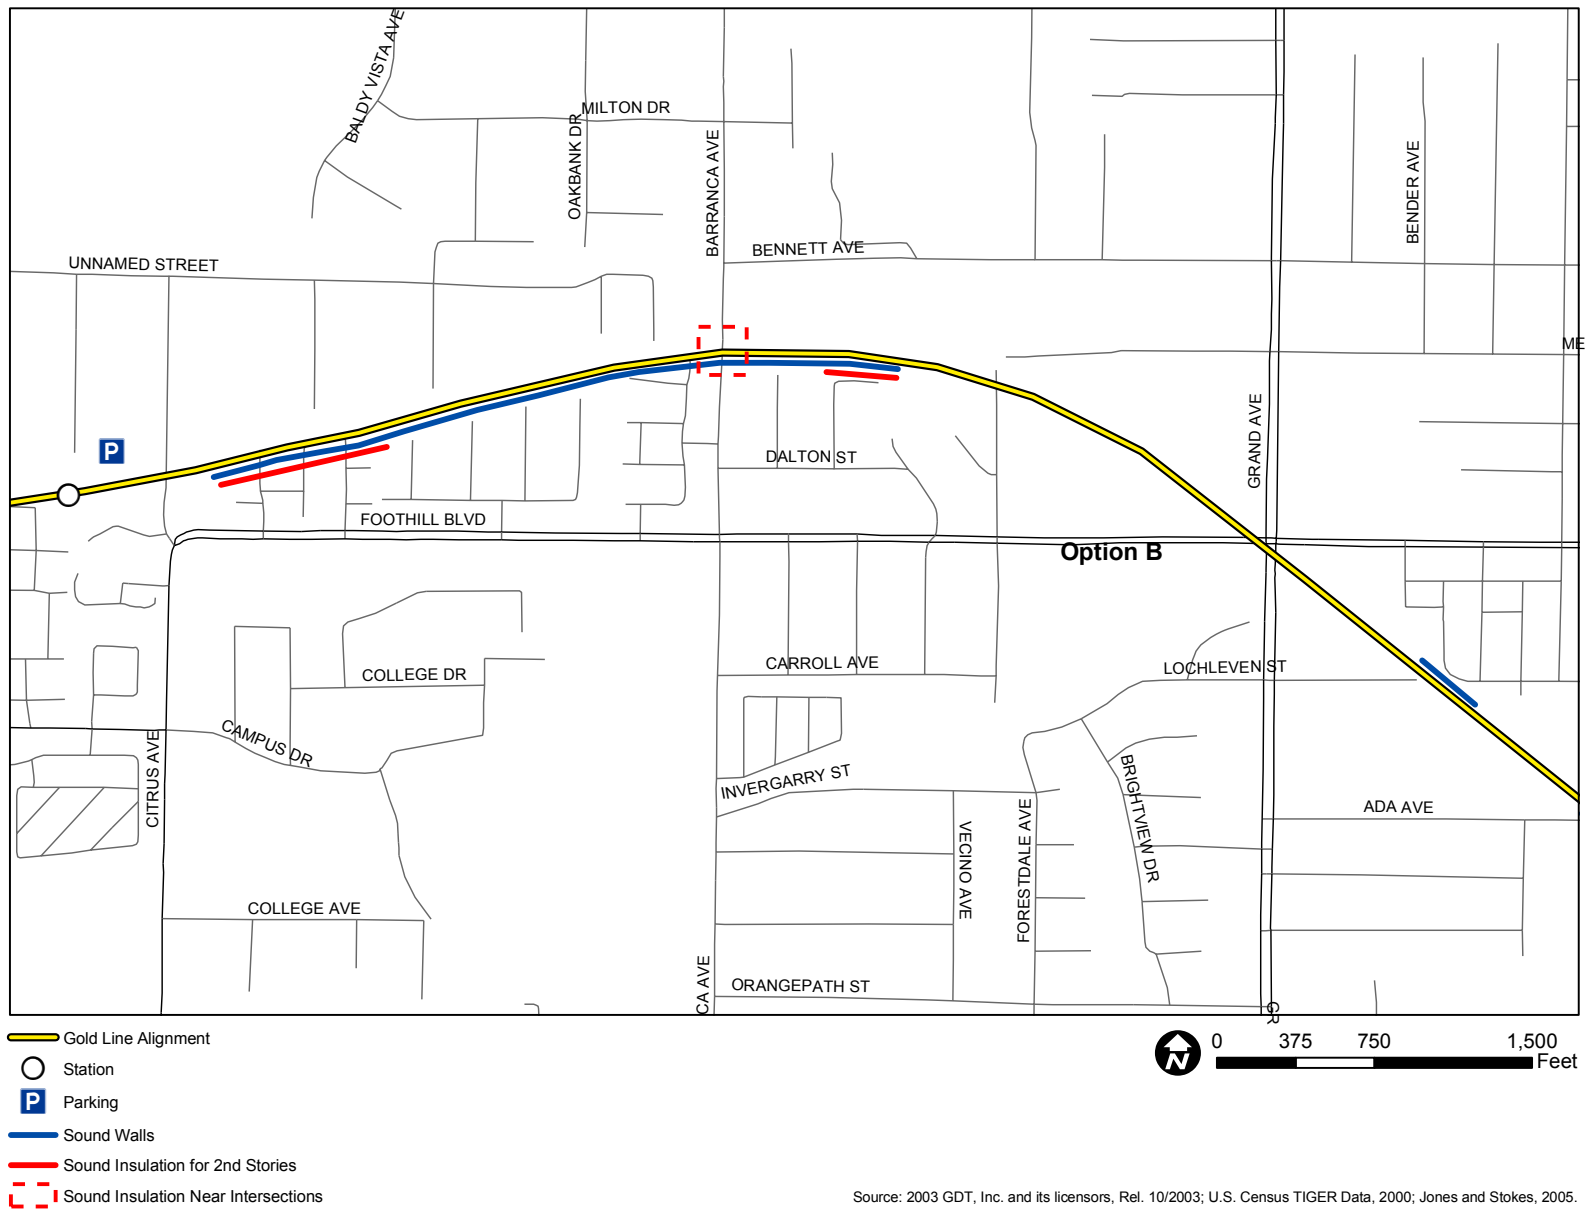 BALDY VISTA AVE
MILTON DR
OAKBANK DR
BARRANCA AVE
BENDER AVE
BENNETT AVE
UNNAMED STREET
ME
P
GRAND AVE
DALTON ST
FOOTHILL BLVD
Option B
CARROLL AVE
LOCHLEVEN ST
COLLEGE DR
CAMPUS DR
CITRUS AVE
INVERGARRY ST
BRIGHTVIEW DR
ADA AVE
VECINO AVE
FORESTDALE AVE
COLLEGE AVE
CA AVE
ORANGEPATH ST
GR
Gold Line Alignment
Station
P Parking
Sound Walls
Sound Insulation for 2nd Stories
Sound Insulation Near Intersections
N
0 375 750 1,500
Feet
Source: 2003 GDT, Inc. and its licensors, Rel. 10/2003; U.S. Census TIGER Data, 2000; Jones and Stokes, 2005.